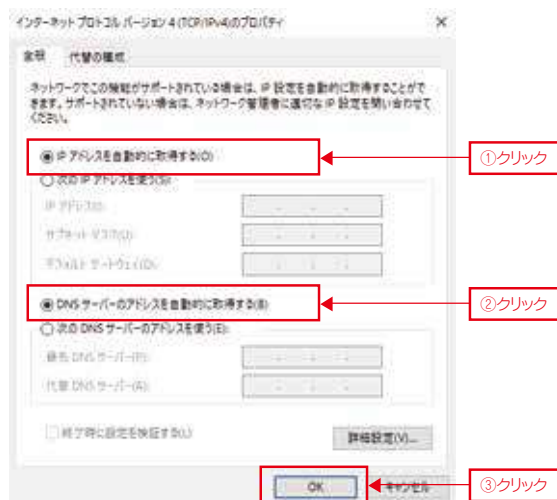 インターネット プロトコル バージョン 4 (TCP/IPv4)のプロパティ
全般 代替の構成
ネットワークでこの機能がサポートされている場合は、IP 設定を自動的に取得することがで
きます。サポートされていない場合は、ネットワーク管理者に適切な IP 設定を問い合わせて
ください。
IP アドレスを自動的に取得する(O)
①クリック
次の IP アドレスを使う(S):
IP アドレス(I):
サブネット マスク(U):
デフォルト ゲートウェイ(D):
DNS サーバーのアドレスを自動的に取得する(B)
②クリック
次の DNS サーバーのアドレスを使う(E):
優先 DNS サーバー(P):
代替 DNS サーバー(A):
終了時に設定を検証する(L)
詳細設定(V)...
OK
キャンセル
③クリック